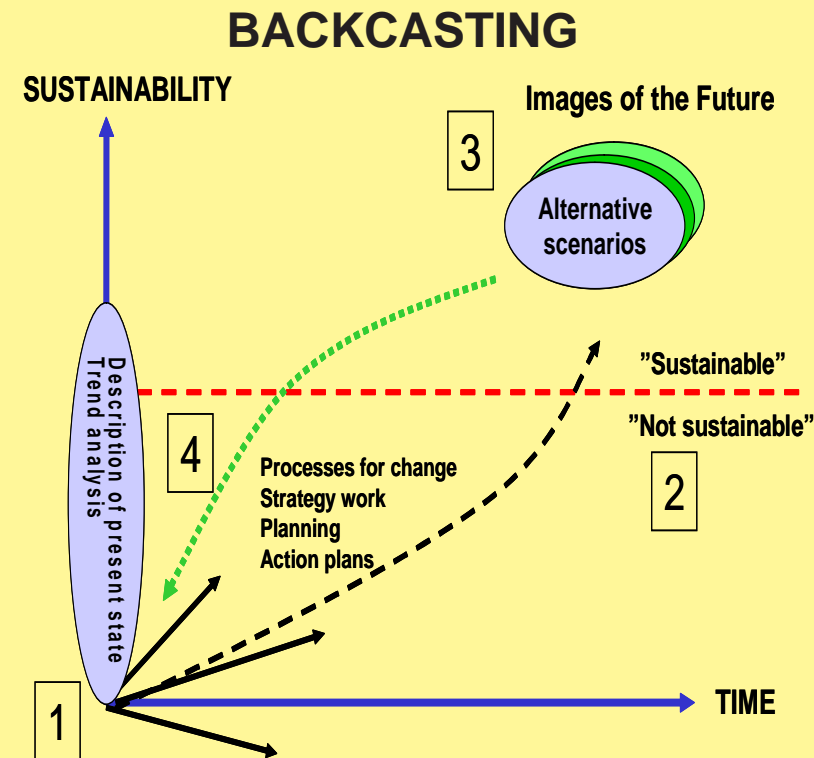 BACKCASTING
SUSTAINABILITY
Images of the Future
3
Alternative
scenarios
”Sustainable”
”Not sustainable”
2
4
Processes for change
Strategy work
Planning
Action plans
Description of present state
Trend analysis
1
TIME